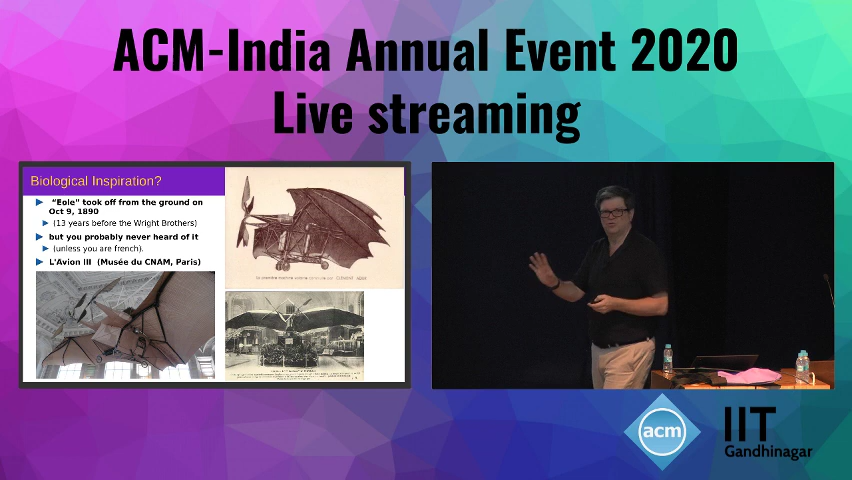 ACM-India Annual Event 2020
Live streaming
Biological Inspiration?
"Eole" took off from the ground on
Oct 9, 1890
(13 years before the Wright Brothers)
but you probably never heard of it
(unless you are french).
L'Avion III (Musée du CNAM, Paris)
acm
IIT
Gandhinagar